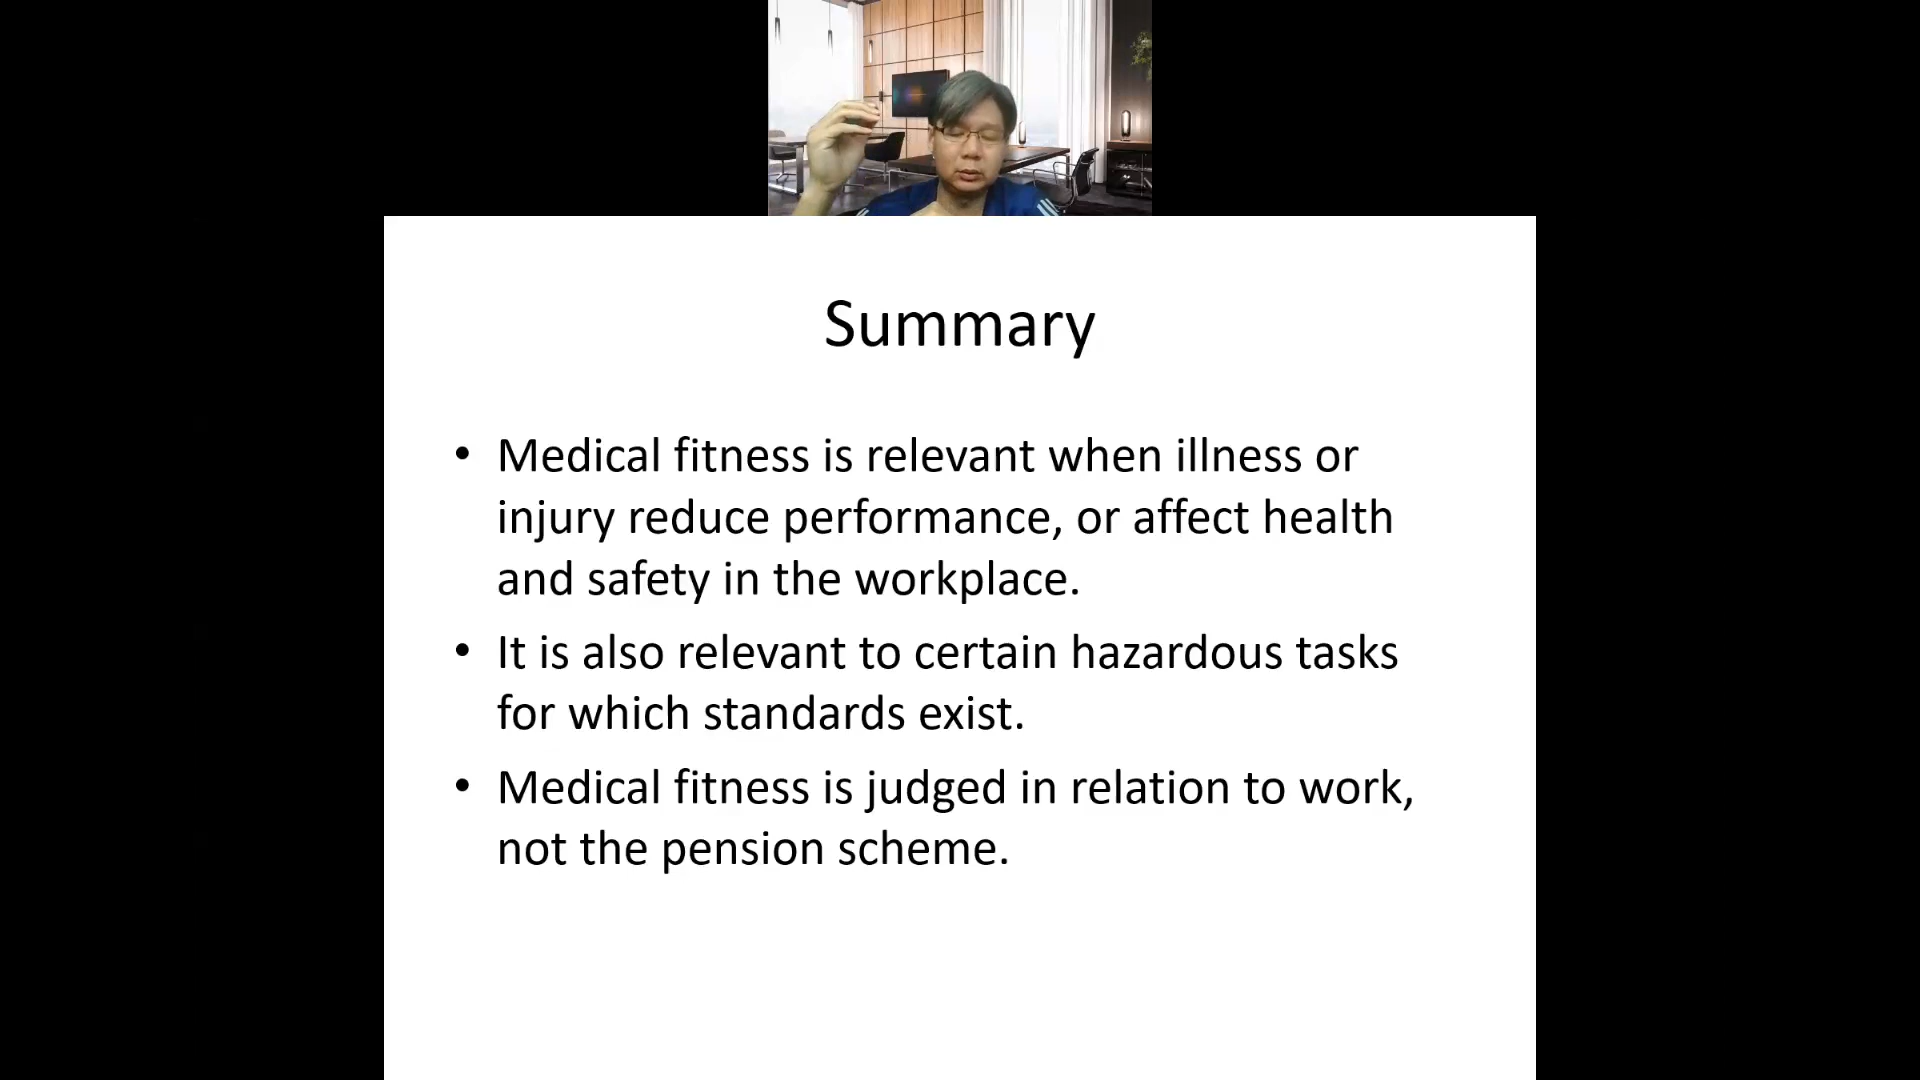 Summary
• Medical fitness is relevant when illness or
injury reduce performance, or affect health
and safety in the workplace.
• It is also relevant to certain hazardous tasks
for which standards exist.
• Medical fitness is judged in relation to work,
not the pension scheme.